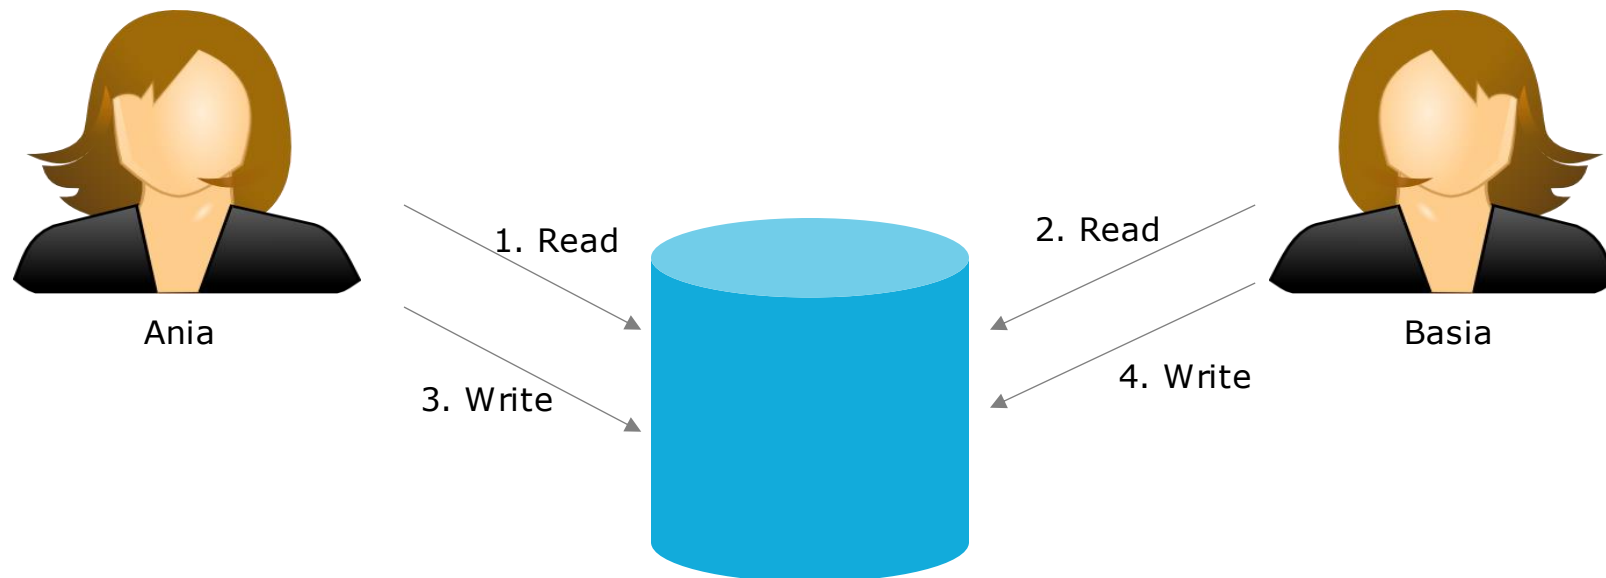 1. Read
2. Read
Ania
Basia
3. Write
4. Write